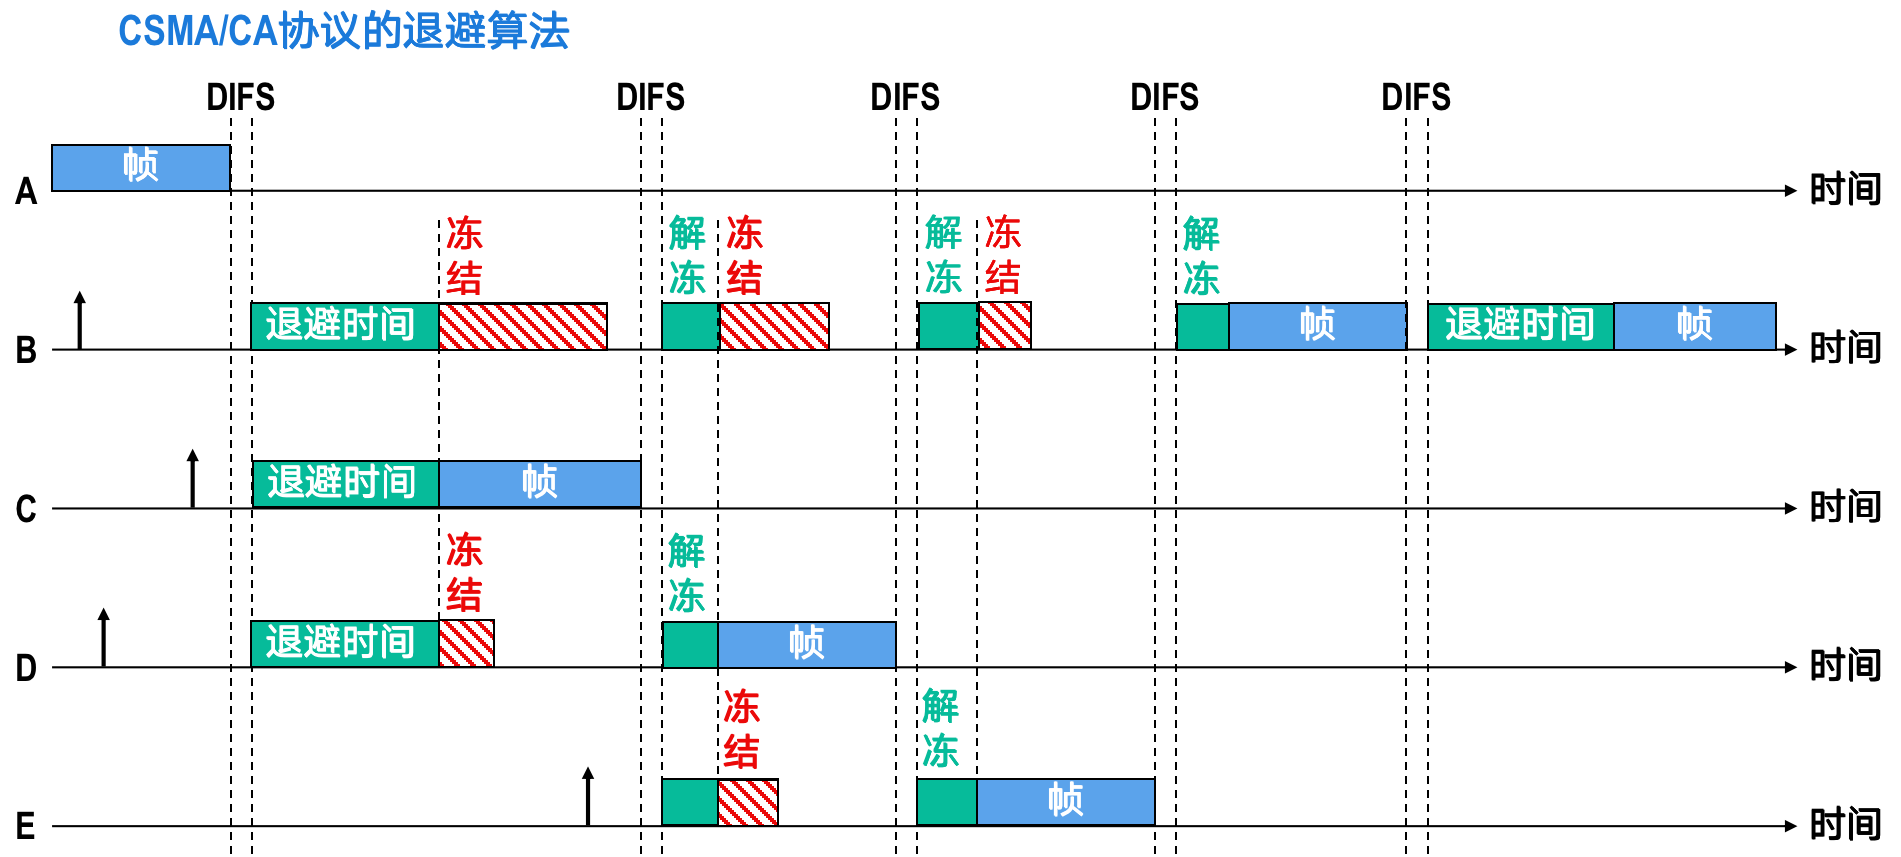 CSMA/CA协议的退避算法
DIFS DIFS DIFS DIFS DIFS
帧
A 时间
冻结 解冻 冻结 解冻 冻结 解冻
B 退避时间 帧 退避时间 帧 时间
C 退避时间 帧 时间
冻结 解冻
D 退避时间 帧 时间
冻结 解冻
E 帧 时间